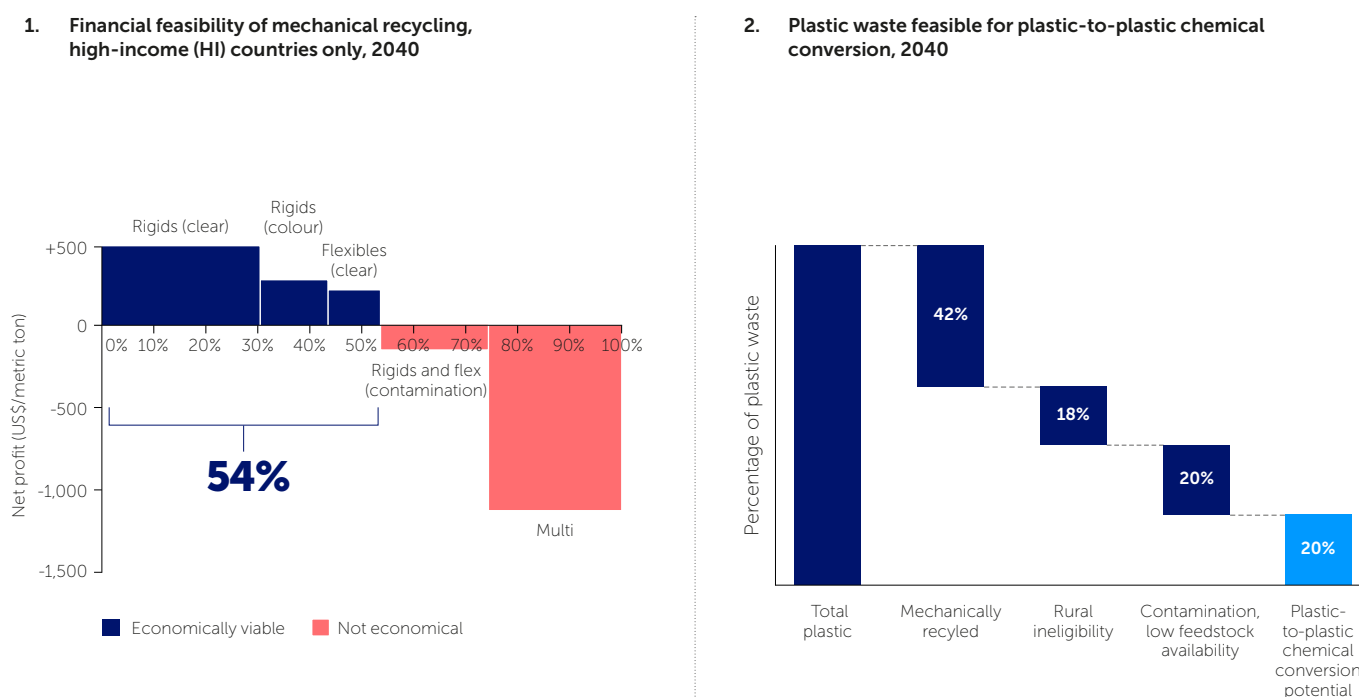 1. Financial feasibility of mechanical recycling,
high-income (HI) countries only, 2040
Net profit (US$/metric ton)
+500
0
-500
-1,000
-1,500
Rigids (clear)
Rigids
(colour)
Flexibles
(clear)
0% 10% 20% 30% 40% 50% 60% 70% 80% 90% 100%
Rigids and flex
(contamination)
54%
Multi
Economically viable
Not economical
2. Plastic waste feasible for plastic-to-plastic chemical
conversion, 2040
Percentage of plastic waste
42%
18%
20%
20%
Total
plastic
Mechanically
recyled
Rural
ineligibility
Contamination,
low feedstock
availability
Plastic-
to-plastic
chemical
conversion
potential